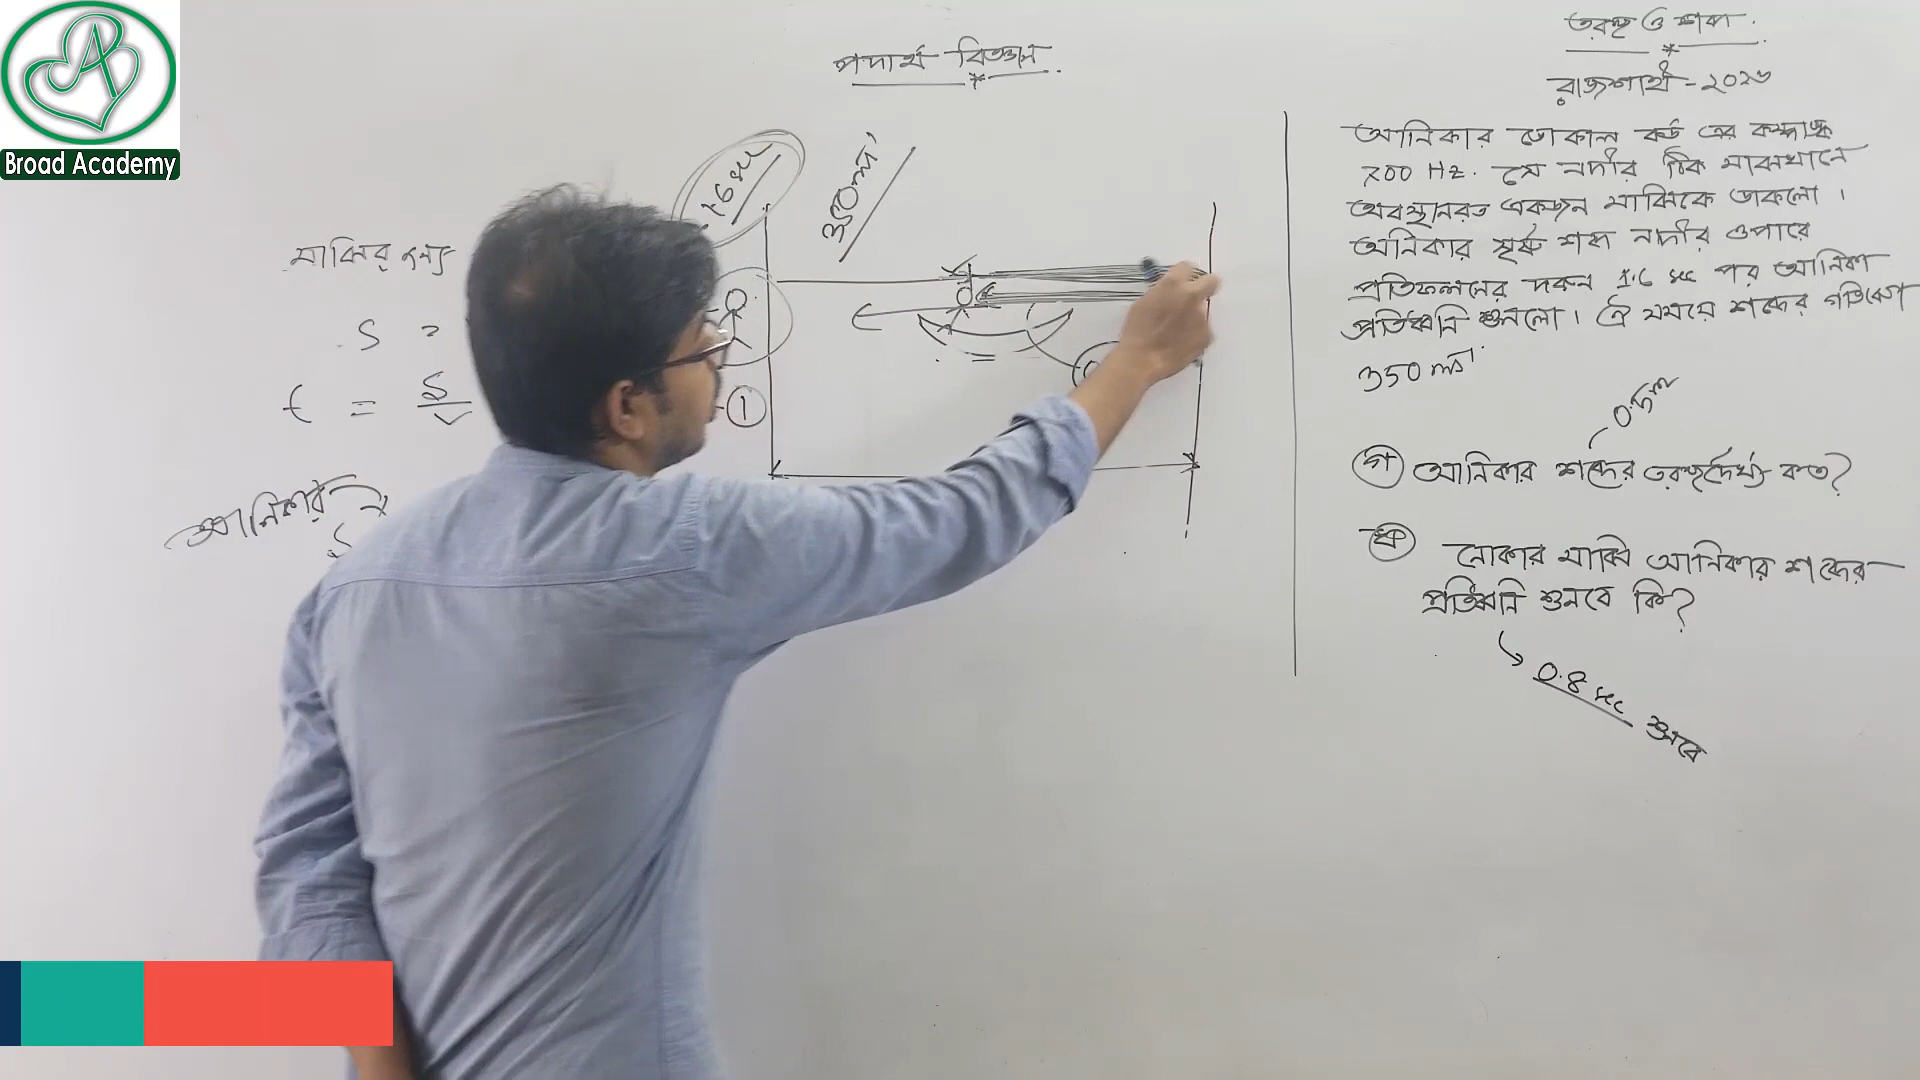 Broad Academy
পদার্থ বিজ্ঞান
তরঙ্গ ও শব্দ
রাজশাহী - ২০২৩
আনিকার ভোকাল কর্ড এর কম্পাঙ্ক
700 Hz. সে নদীর ঠিক মাঝখানে
অবস্থানরত একজন মাঝিকে ডাকলো।
আনিকার সৃষ্ট শব্দ নদীর ওপারে
প্রতিফলনের দরুন 1.6 sec পর আনিকা
প্রতিধ্বনি শুনলো। ঐ সময়ে শব্দের গতিবেগ
350 ms⁻¹.
0.5m
গ আনিকার শব্দের তরঙ্গদৈর্ঘ্য কত?
ঘ নৌকার মাঝি আনিকার শব্দের
প্রতিধ্বনি শুনবে কি?
0.8 sec শুনবে
1.6 sec
350 ms⁻¹
মাঝির জন্য
S =
t = S/v
1
আনিকার